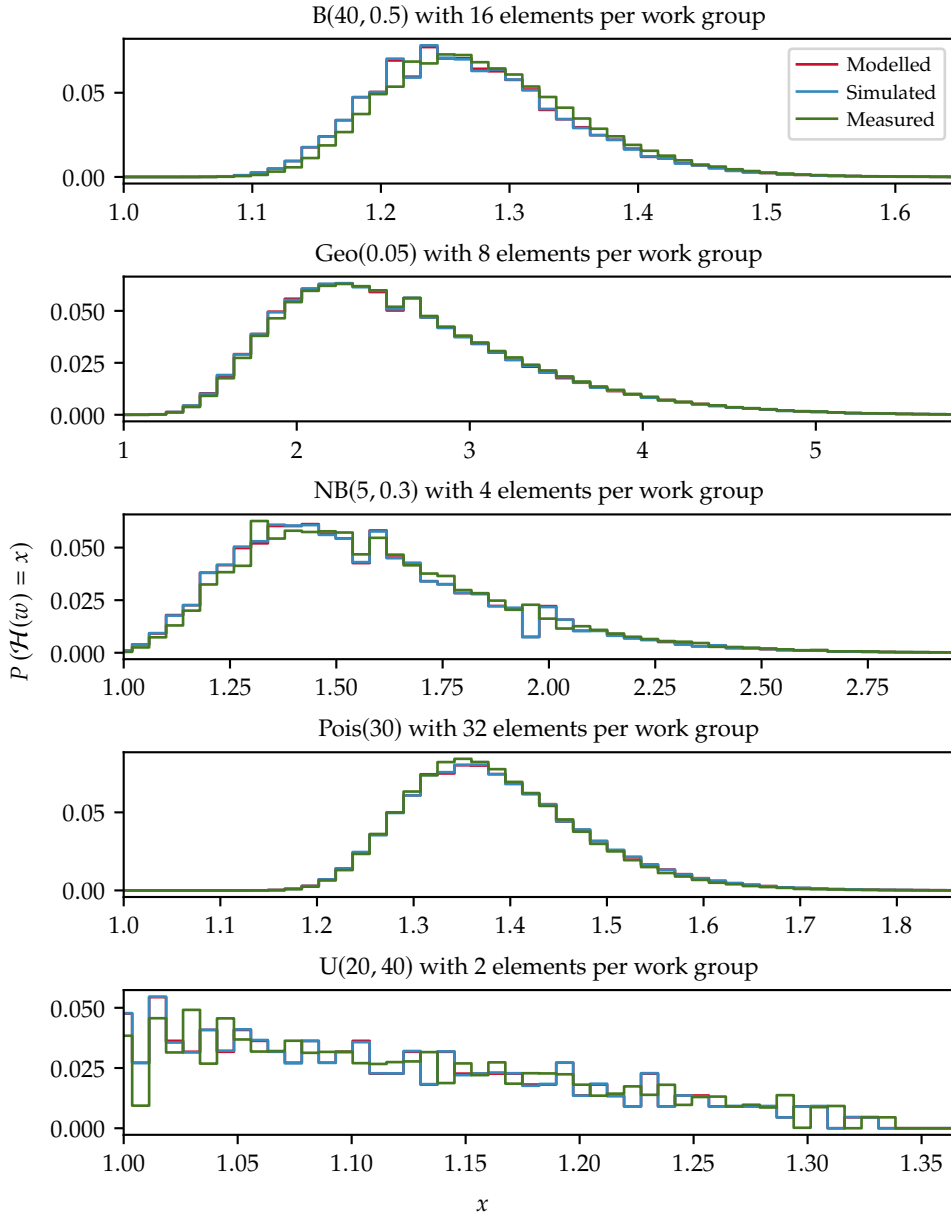 B(40, 0.5) with 16 elements per work group
Modelled
Simulated
Measured
0.05
0.00
1.0 1.1 1.2 1.3 1.4 1.5 1.6
Geo(0.05) with 8 elements per work group
0.050
0.025
0.000
1 2 3 4 5
NB(5, 0.3) with 4 elements per work group
P (ℋ(w) = x)
0.050
0.025
0.000
1.00 1.25 1.50 1.75 2.00 2.25 2.50 2.75
Pois(30) with 32 elements per work group
0.05
0.00
1.0 1.1 1.2 1.3 1.4 1.5 1.6 1.7 1.8
U(20, 40) with 2 elements per work group
0.050
0.025
0.000
1.00 1.05 1.10 1.15 1.20 1.25 1.30 1.35
x